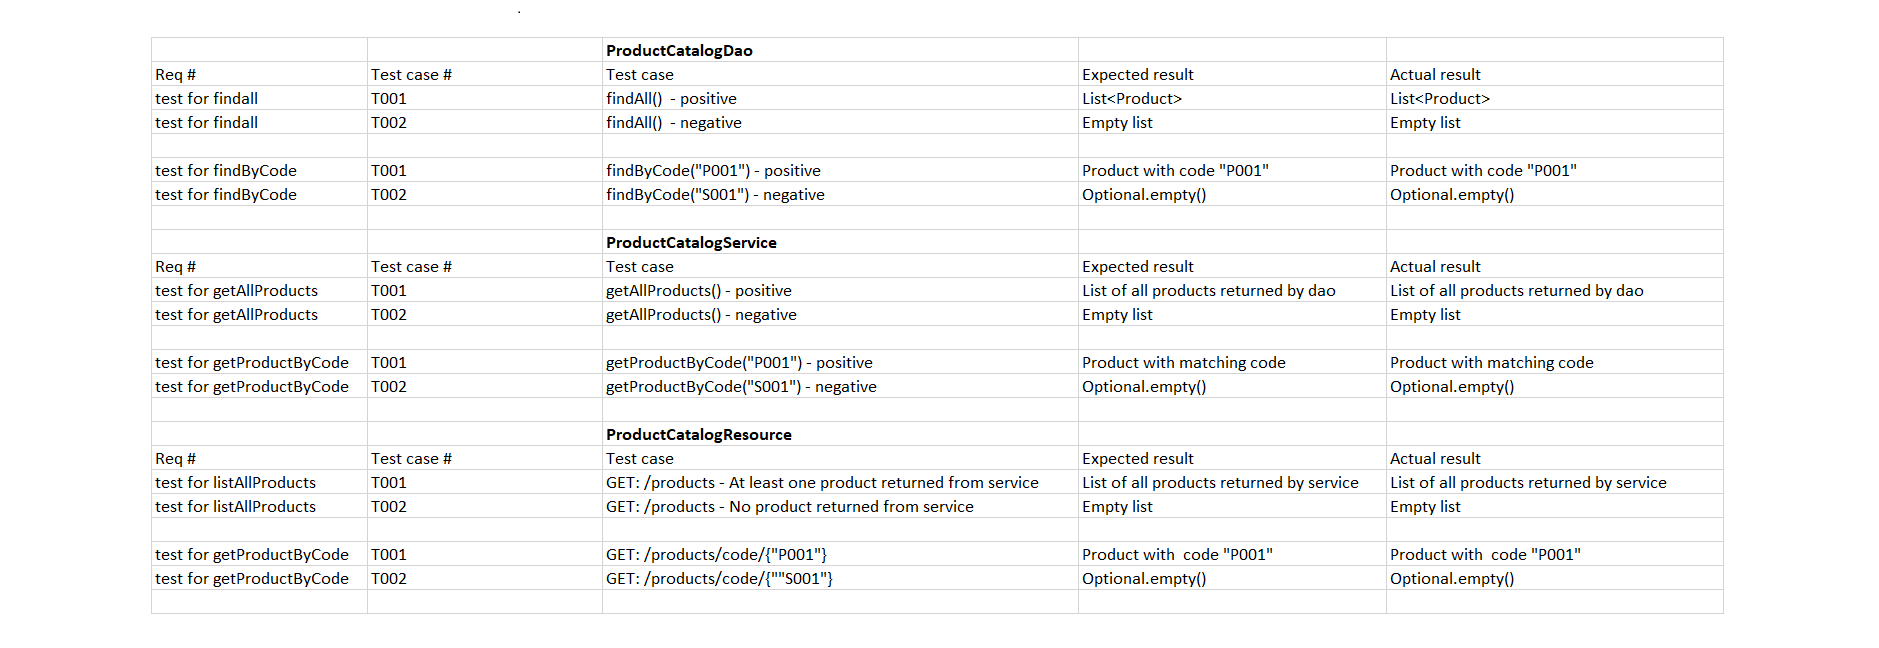 ProductCatalogDao
Req # Test case # Test case Expected result Actual result
test for findall T001 findAll()  - positive List<Product> List<Product>
test for findall T002 findAll()  - negative Empty list Empty list
test for findByCode T001 findByCode("P001") - positive Product with code "P001" Product with code "P001"
test for findByCode T002 findByCode("S001") - negative Optional.empty() Optional.empty()
ProductCatalogService
Req # Test case # Test case Expected result Actual result
test for getAllProducts T001 getAllProducts() - positive List of all products returned by dao List of all products returned by dao
test for getAllProducts T002 getAllProducts() - negative Empty list Empty list
test for getProductByCode T001 getProductByCode("P001") - positive Product with matching code Product with matching code
test for getProductByCode T002 getProductByCode("S001") - negative Optional.empty() Optional.empty()
ProductCatalogResource
Req # Test case # Test case Expected result Actual result
test for listAllProducts T001 GET: /products - At least one product returned from service List of all products returned by service List of all products returned by service
test for listAllProducts T002 GET: /products - No product returned from service Empty list Empty list
test for getProductByCode T001 GET: /products/code/{"P001"} Product with  code "P001" Product with  code "P001"
test for getProductByCode T002 GET: /products/code/{""S001"} Optional.empty() Optional.empty()